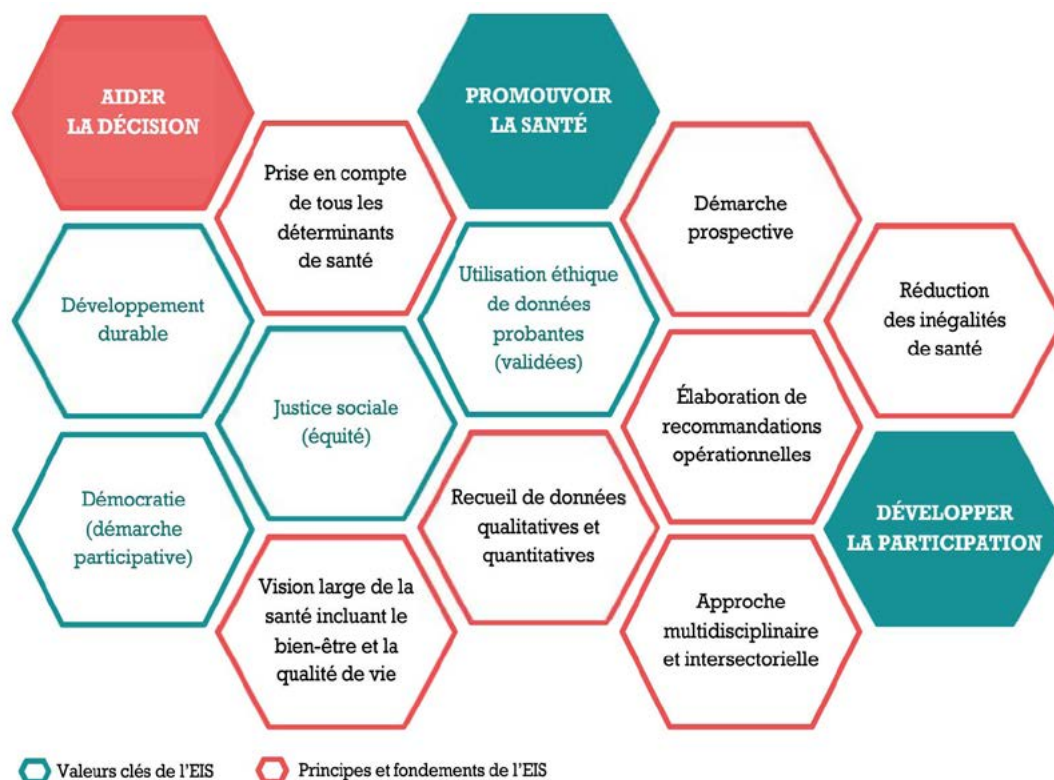 AIDER
LA DÉCISION
PROMOUVOIR
LA SANTÉ
Prise en compte
de tous les
déterminants
de santé
Démarche
prospective
Développement
durable
Utilisation éthique
de données
probantes
(validées)
Réduction
des inégalités
de santé
Justice sociale
(équité)
Élaboration de
recommandations
opérationnelles
Démocratie
(démarche
participative)
Recueil de données
qualitatives et
quantitatives
DÉVELOPPER
LA PARTICIPATION
Vision large de la
santé incluant le
bien-être et la
qualité de vie
Approche
multidisciplinaire
et intersectorielle
Valeurs clés de l'EIS
Principes et fondements de l'EIS